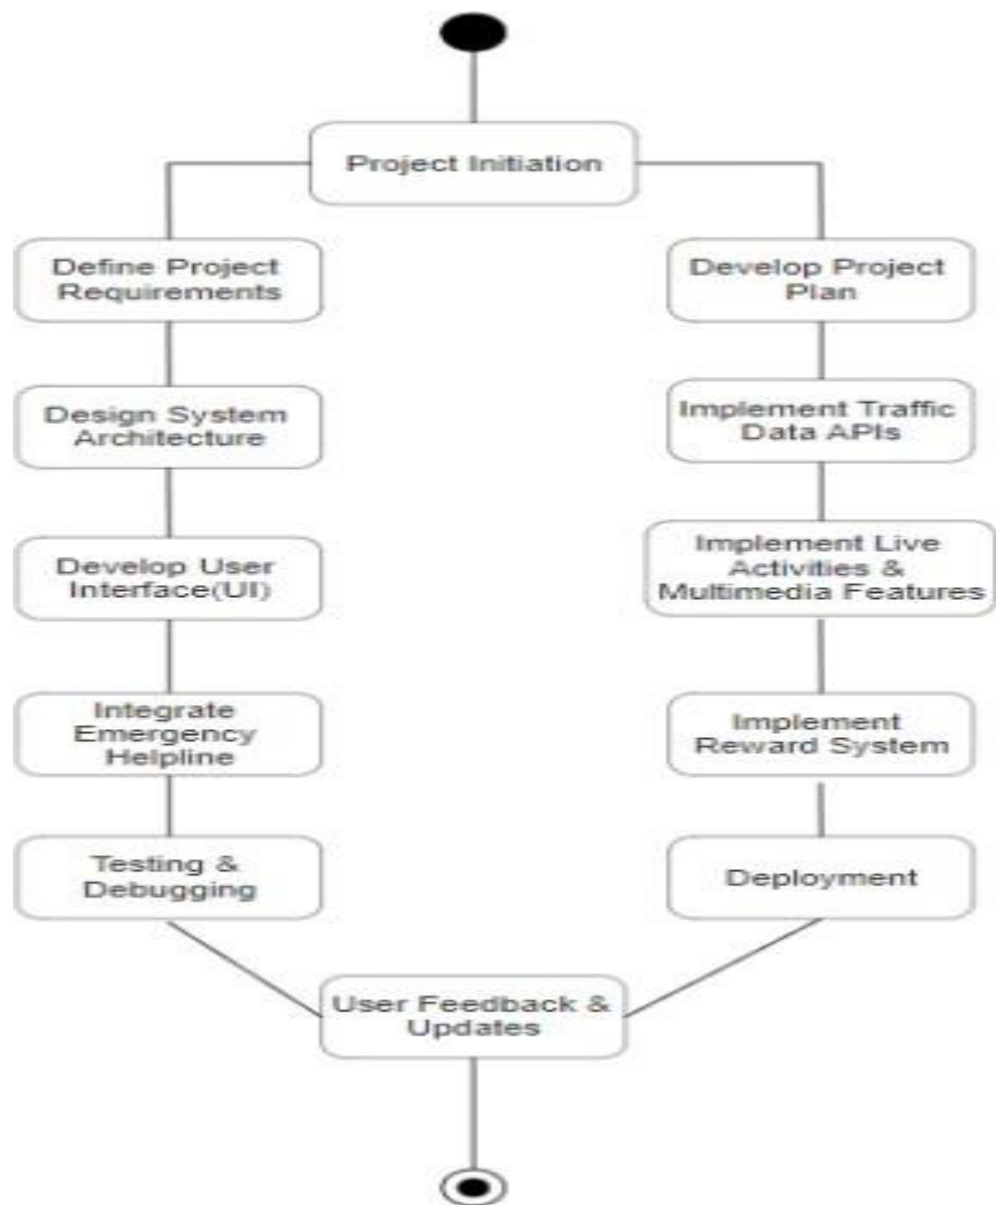 Project Initiation
Define Project
Requirements
Develop Project
Plan
Design System
Architecture
Implement Traffic
Data APIs
Develop User
Interface(UI)
Implement Live
Activities &
Multimedia Features
Integrate
Emergency
Helpline
Implement
Reward System
Testing &
Debugging
Deployment
User Feedback &
Updates